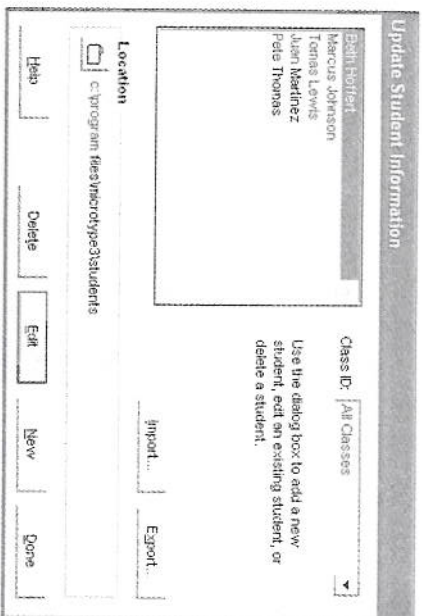 Update Student Information
Beth Hoffert
Marcus Johnson
Tomas Lewis
Juan Martinez
Pete Thomas
Class ID: All Classes
Use the dialog box to add a new
student, edit an existing student, or
delete a student.
Import... Export...
Location
c:\program files\microtype3\students
Help Delete Edit New Done